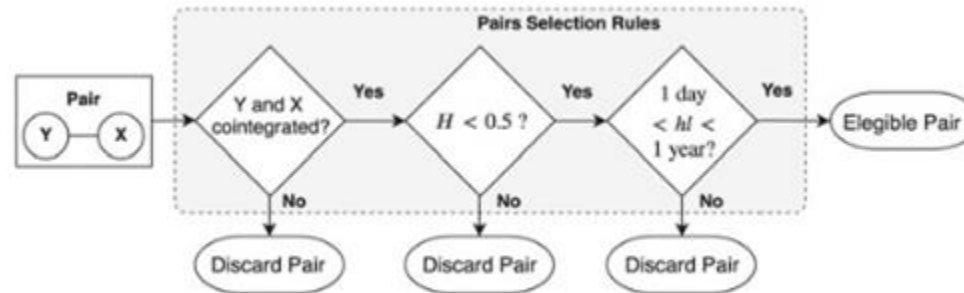 Pairs Selection Rules
Pair
Y
X
Y and X
cointegrated?
Yes
H < 0.5 ?
Yes
1 day
< hl <
1 year?
Yes
Elegible Pair
No
No
No
Discard Pair
Discard Pair
Discard Pair